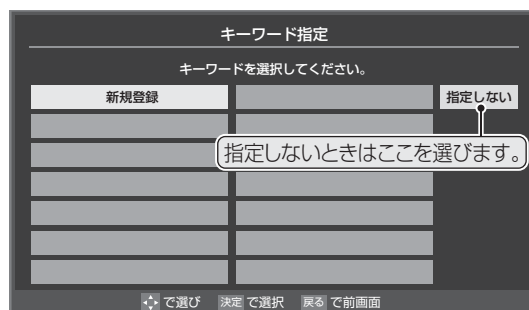 キーワード指定
キーワードを選択してください。
新規登録
指定しない
指定しないときはここを選びます。
で選び 決定 で選択 戻る で前画面